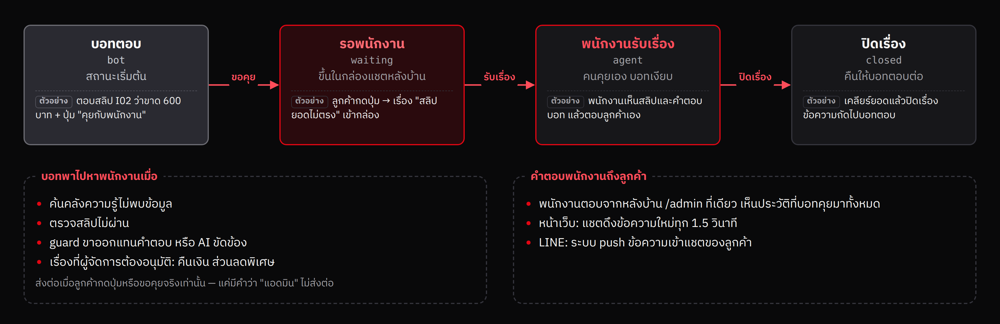 บอทตอบ
bot
สถานะเริ่มต้น
ตัวอย่าง ตอบสลิป I02 ว่าขาด 600
บาท + ปุ่ม "คุยกับพนักงาน"
ขอคุย
รอพนักงาน
waiting
ขึ้นในกล่องแชตหลังบ้าน
ตัวอย่าง ลูกค้ากดปุ่ม → เรื่อง "สลิป
ยอดไม่ตรง" เข้ากล่อง
รับเรื่อง
พนักงานรับเรื่อง
agent
คนคุยเอง บอทเงียบ
ตัวอย่าง พนักงานเห็นสลิปและคำตอบ
บอท แล้วตอบลูกค้าเอง
ปิดเรื่อง
ปิดเรื่อง
closed
คืนให้บอทตอบต่อ
ตัวอย่าง เคลียร์ยอดแล้วปิดเรื่อง
ข้อความถัดไปบอทตอบ
บอทพาไปหาพนักงานเมื่อ
• ค้นคลังความรู้ไม่พบข้อมูล
• ตรวจสลิปไม่ผ่าน
• guard ขาออกแทนคำตอบ หรือ AI ขัดข้อง
• เรื่องที่ผู้จัดการต้องอนุมัติ: คืนเงิน ส่วนลดพิเศษ
ส่งต่อเมื่อลูกค้ากดปุ่มหรือขอคุยจริงเท่านั้น — แค่มีคำว่า "แอดมิน" ไม่ส่งต่อ
คำตอบพนักงานถึงลูกค้า
• พนักงานตอบจากหลังบ้าน /admin ที่เดียว เห็นประวัติที่บอทคุยมาทั้งหมด
• หน้าเว็บ: แชตดึงข้อความใหม่ทุก 1.5 วินาที
• LINE: ระบบ push ข้อความเข้าแชตของลูกค้า